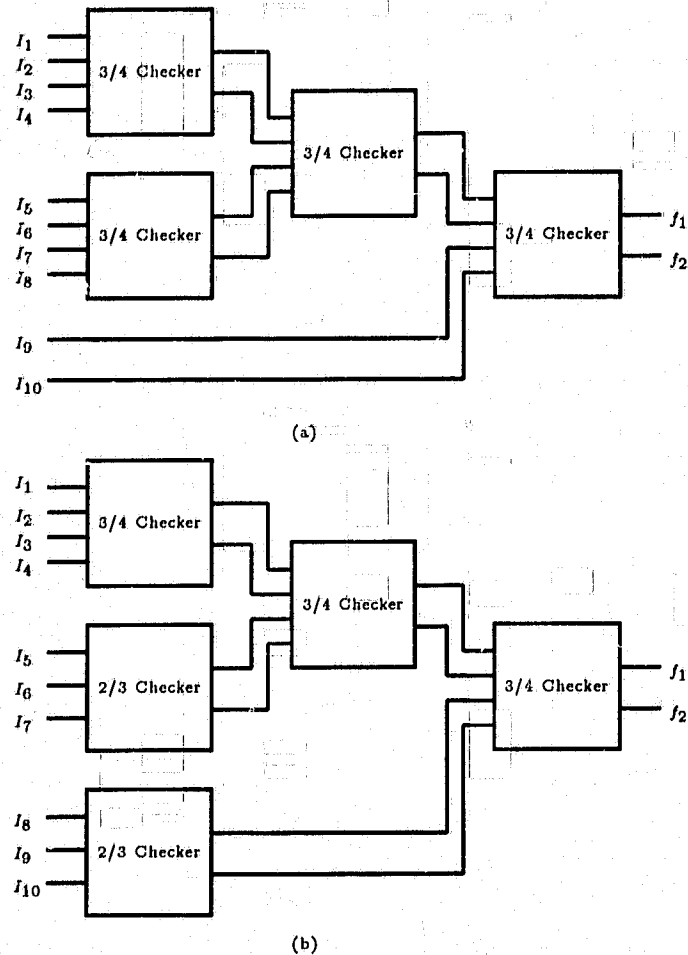 I1
I2
I3
I4
3/4 Checker
3/4 Checker
I5
I6
I7
I8
3/4 Checker
3/4 Checker
f1
f2
I9
I10
(a)
I1
I2
I3
I4
3/4 Checker
3/4 Checker
I5
I6
I7
2/3 Checker
3/4 Checker
f1
f2
I8
I9
I10
2/3 Checker
(b)